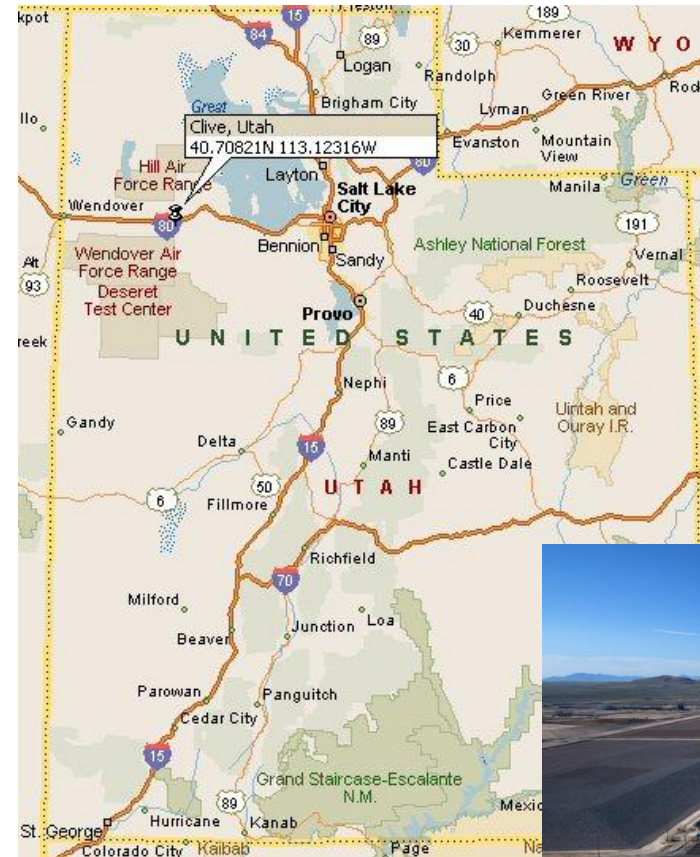 kpot
15
189
84
89
30
Kemmerer
W Y O
Logan
Randolph
Green River
Rock
Brigham City
Lyman
llo
Great
Clive, Utah
40.70821N 113.12316W
Evanston
Mountain
View
80
Hill Air
Force Range
Layton
Salt Lake
City
Manila
Green
Wendover
80
191
Bennion
Sandy
Ashley National Forest
Vernal
Wendover Air
Force Range
Deseret
Test Center
Alt
93
Roosevelt
Duchesne
Provo
40
reek
U N I T E D S T A T E S
6
Nephi
Price
Uintah and
Ouray I.R.
Gandy
89
East Carbon
City
Delta
15
Manti
Castle Dale
50
U T A H
6
Fillmore
Richfield
70
Milford
Junction
Loa
Beaver
Parowan
Panguitch
Cedar City
15
Grand Staircase-Escalante
N.M.
Mexic
89
Hurricane
Kanab
St. George
Colorado City
Kaibab
Page
Na